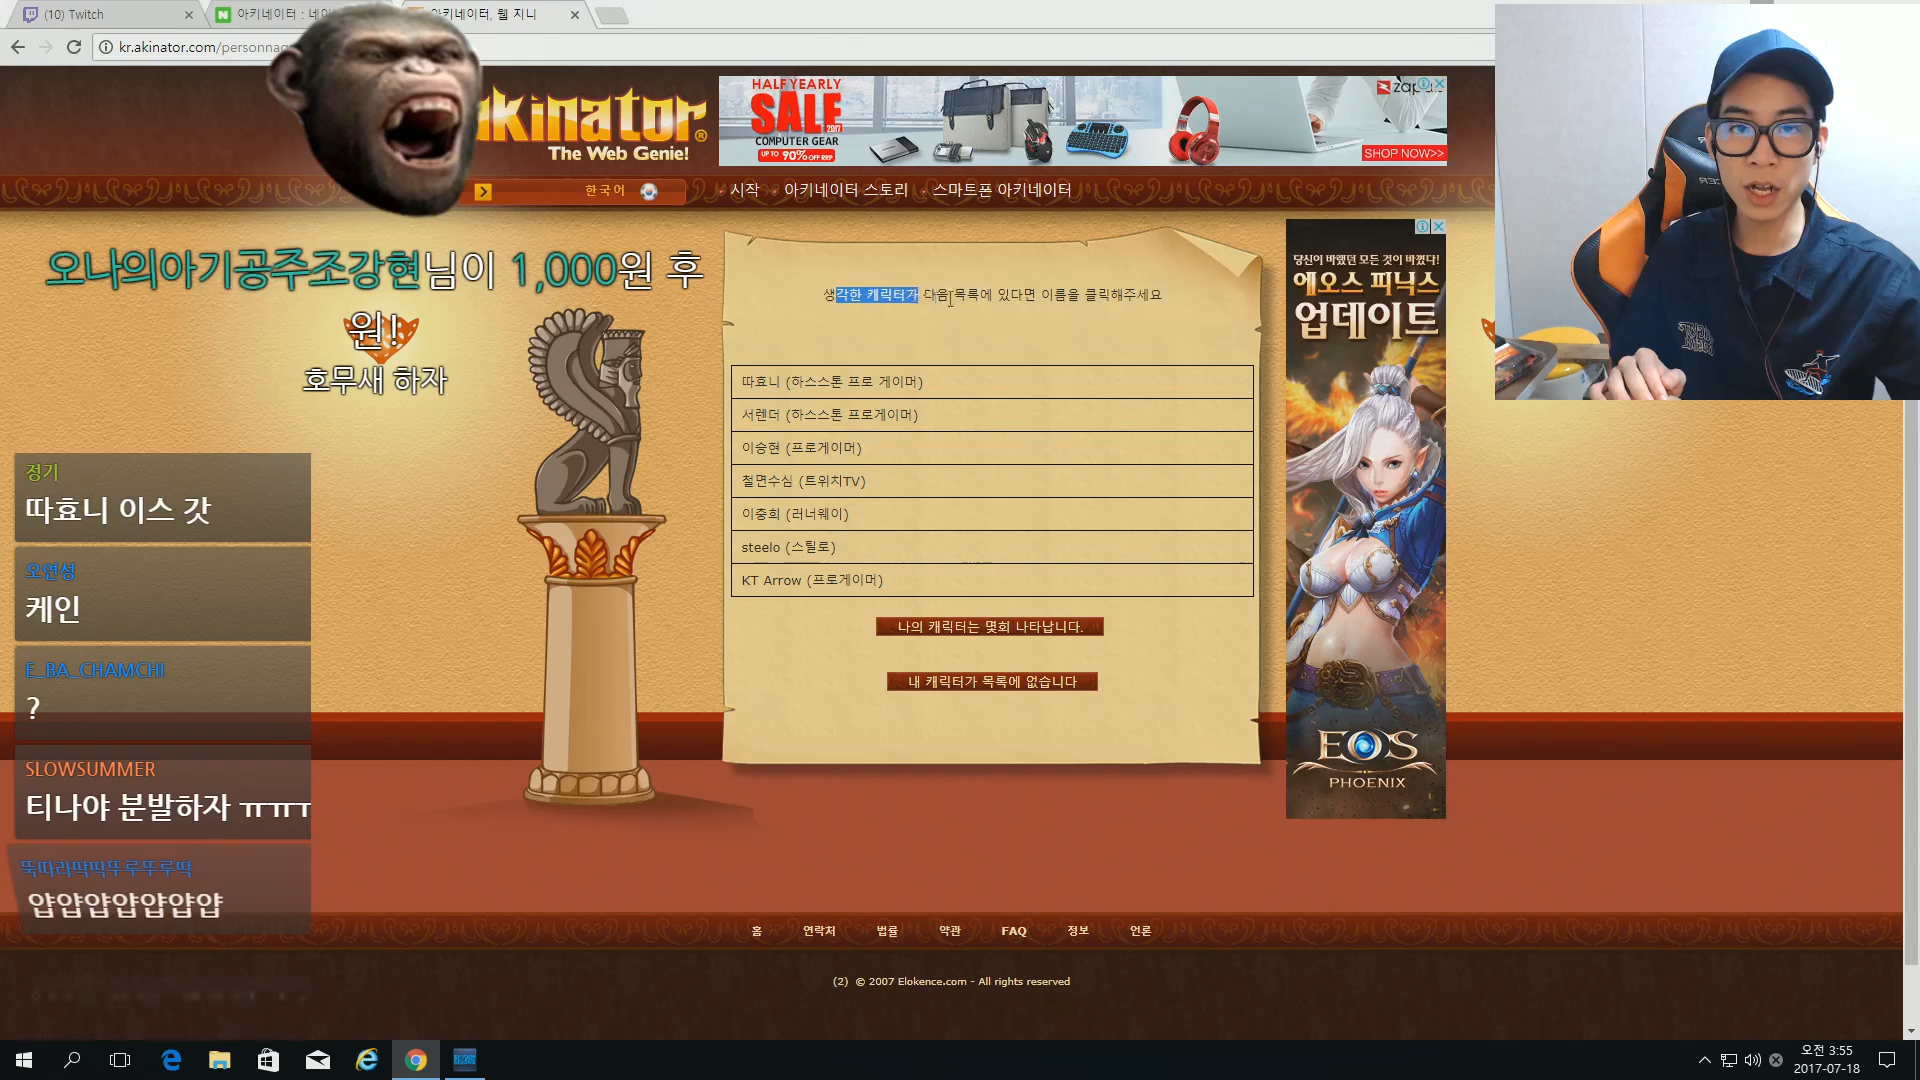 (10) Twitch
아키네이터 : 네이
아키네이터, 웹 지니
kr.akinator.com/personnag
akinator®
The Web Genie!
HALF YEARLY
SALE
2017
COMPUTER GEAR
UP TO 90% OFF RRP
SHOP NOW>>
한국어
시작
아키네이터 스토리
스마트폰 아키네이터
오나의아기공주조강현님이 1,000원 후
원!
호무새 하자
생각한 캐릭터가 다음 목록에 있다면 이름을 클릭해주세요
따효니 (하스스톤 프로 게이머)
서렌더 (하스스톤 프로게이머)
이승현 (프로게이머)
철면수심 (트위치TV)
이충희 (러너웨이)
steelo (스틸로)
KT Arrow (프로게이머)
나의 캐릭터는 몇회 나타납니다.
내 캐릭터가 목록에 없습니다
당신이 바랬던 모든 것이 바꼈다!
에오스 피닉스
업데이트
EOS
PHOENIX
정기
따효니 이스 갓
오연성
케인
E_BA_CHAMCHI
?
SLOWSUMMER
티나야 분발하자 ㅠㅠㅜ
뚝따라딱딱뚜루뚜루떡
얍얍얍얍얍얍얍
홈
연락처
법률
약관
FAQ
정보
언론
(2) © 2007 Elokence.com - All rights reserved
오전 3:55
2017-07-18